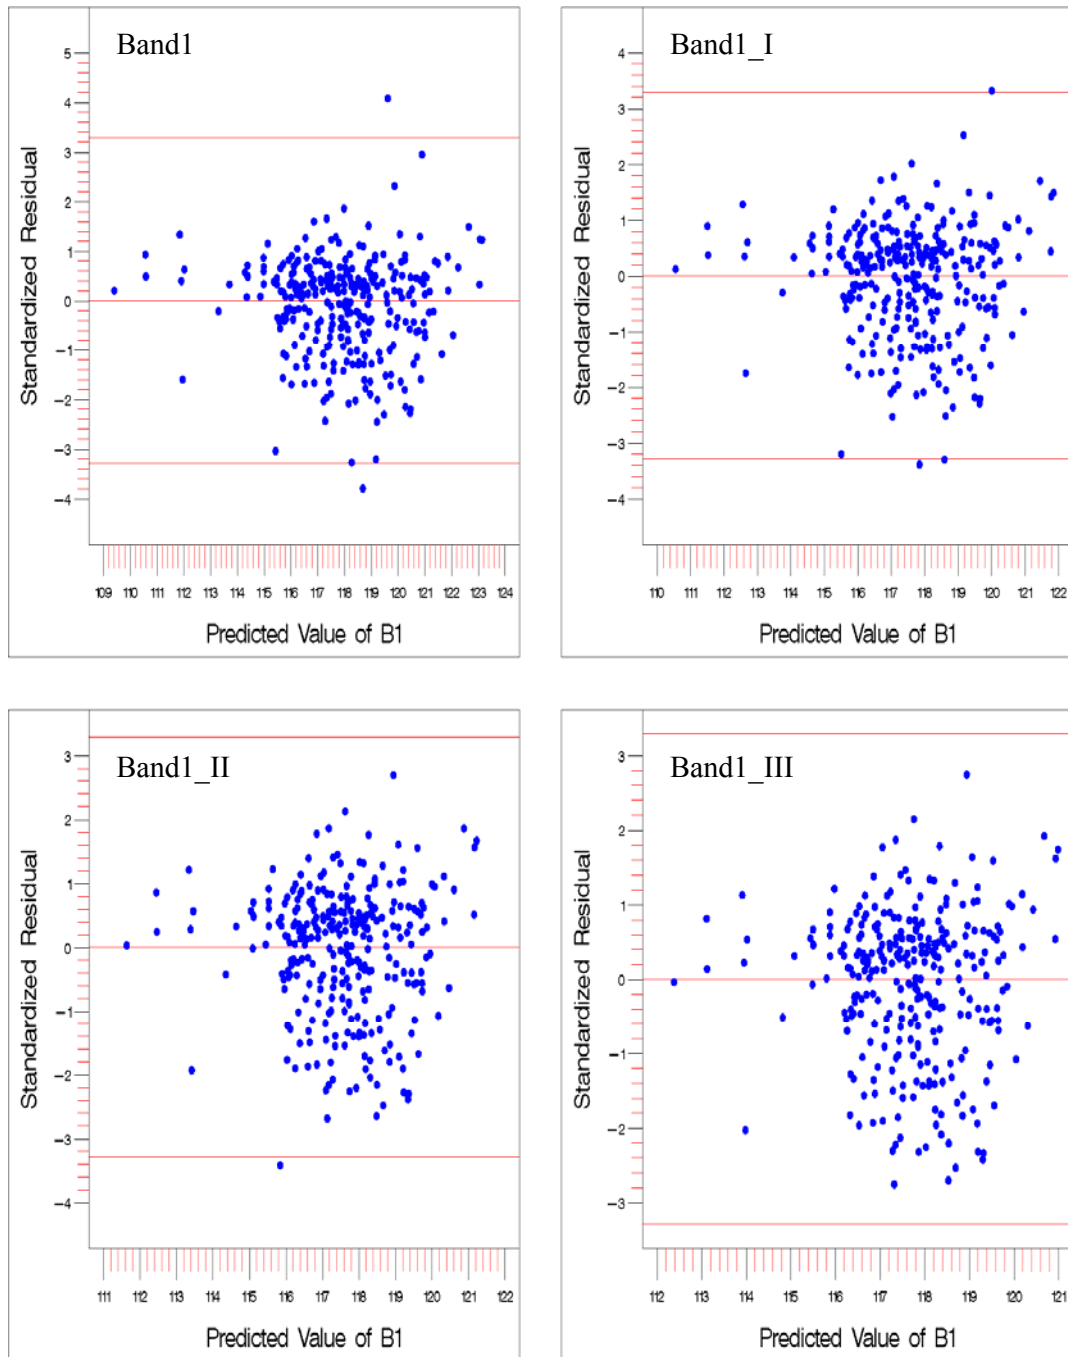 Band1
5
4
3
2
1
0
−1
−2
−3
−4
Standardized Residual
109 110 111 112 113 114 115 116 117 118 119 120 121 122 123 124
Predicted Value of B1
Band1_I
4
3
2
1
0
−1
−2
−3
−4
Standardized Residual
110 111 112 113 114 115 116 117 118 119 120 121 122
Predicted Value of B1
Band1_II
3
2
1
0
−1
−2
−3
−4
Standardized Residual
111 112 113 114 115 116 117 118 119 120 121 122
Predicted Value of B1
Band1_III
3
2
1
0
−1
−2
−3
Standardized Residual
112 113 114 115 116 117 118 119 120 121
Predicted Value of B1